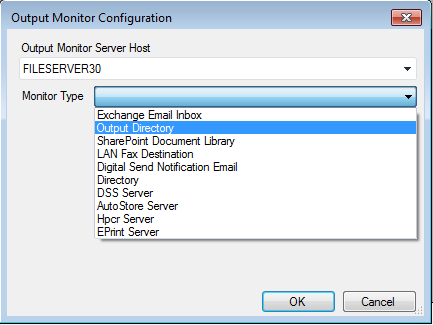 Output Monitor Configuration
Output Monitor Server Host
FILESERVER30
Monitor Type
Exchange Email Inbox
Output Directory
SharePoint Document Library
LAN Fax Destination
Digital Send Notification Email
Directory
DSS Server
AutoStore Server
Hpcr Server
EPrint Server
OK
Cancel